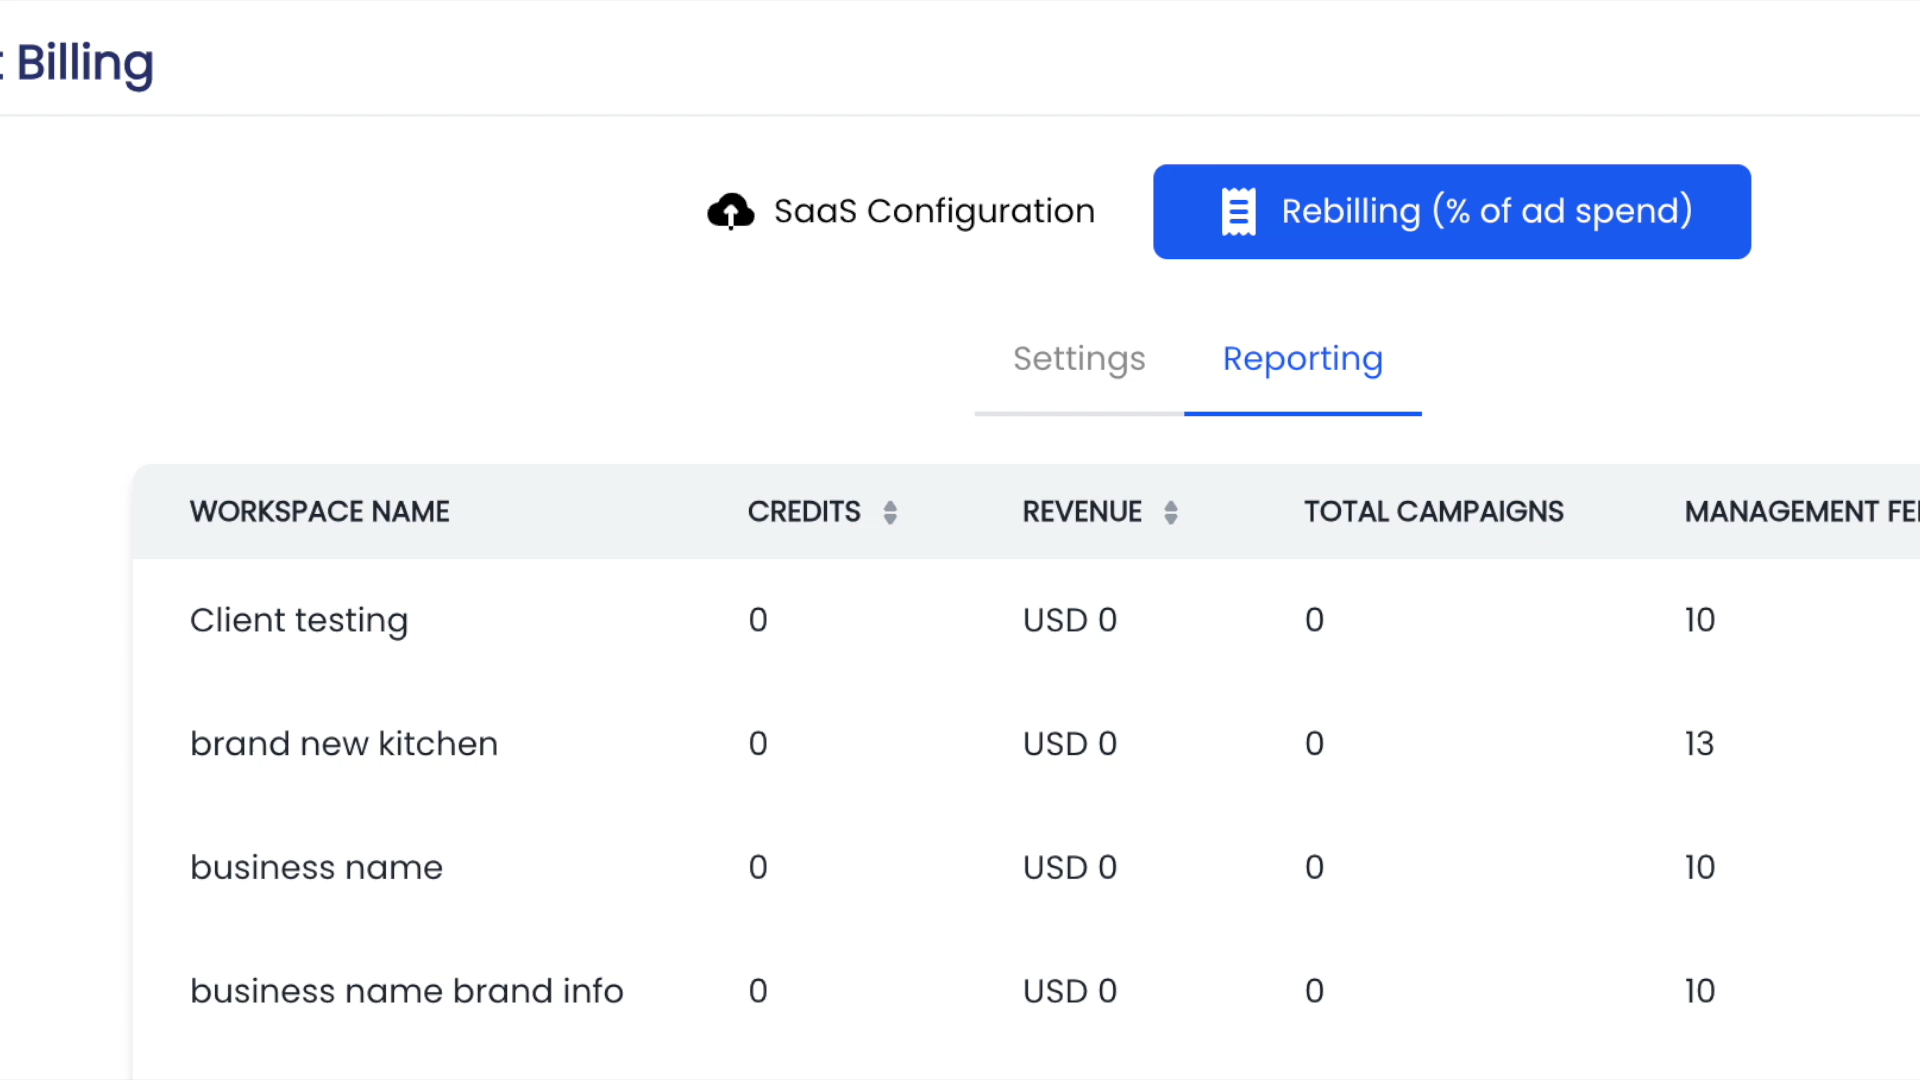 Billing
SaaS Configuration
Rebilling (% of ad spend)
Settings Reporting
WORKSPACE NAME CREDITS REVENUE TOTAL CAMPAIGNS MANAGEMENT
Client testing 0 USD 0 0 10
brand new kitchen 0 USD 0 0 13
business name 0 USD 0 0 10
business name brand info 0 USD 0 0 10